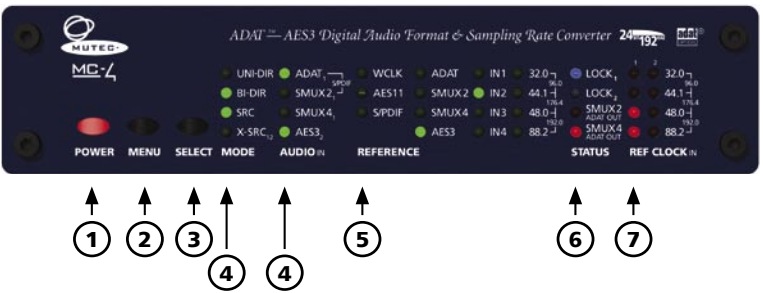 MUTEC
ADAT™ — AES3 Digital Audio Format & Sampling Rate Converter 24 192 adat®
MC-4
UNI-DIR ADAT1 WCLK ADAT IN1 32.0 LOCK1 1 2 32.0
S/PDIF 96.0 96.0
BI-DIR SMUX21 AES11 SMUX2 IN2 44.1 LOCK2 44.1
176.4 176.4
SRC SMUX41 S/PDIF SMUX4 IN3 48.0 SMUX2 ADAT OUT 48.0
192.0 192.0
X-SRC12 AES32 AES3 IN4 88.2 SMUX4 ADAT OUT 88.2
POWER MENU SELECT MODE AUDIO IN REFERENCE STATUS REF CLOCK IN
1 2 3 4 4 5 6 7